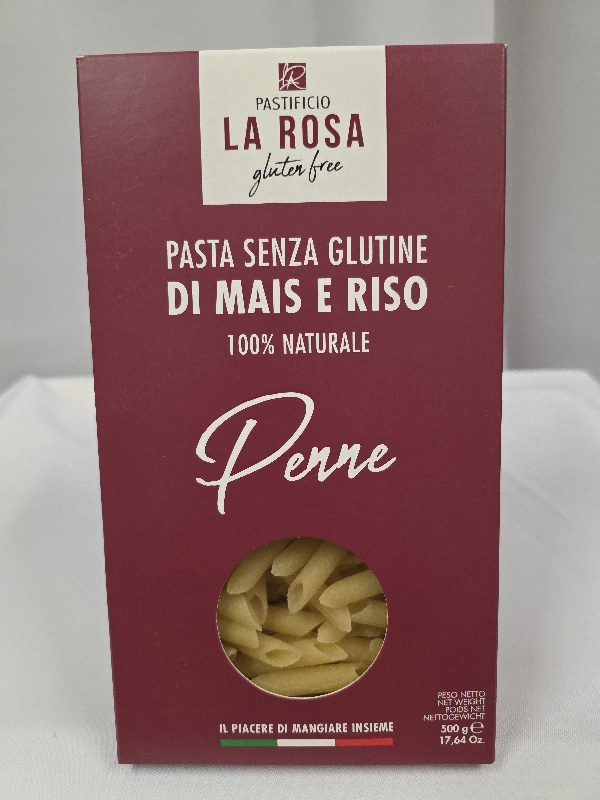 PASTIFICIO
LA ROSA
gluten free
PASTA SENZA GLUTINE
DI MAIS E RISO
100% NATURALE
Penne
IL PIACERE DI MANGIARE INSIEME
PESO NETTO
NET WEIGHT
POIDS NET
NETTOGEWICHT
500 g ℮
17,64 Oz.